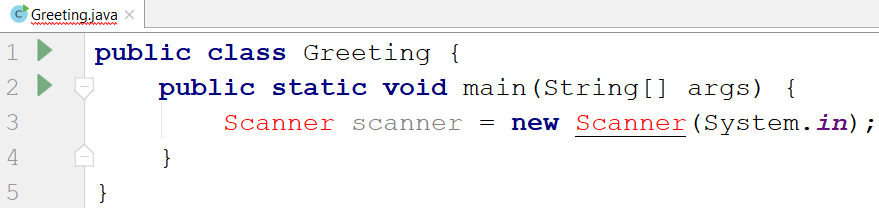 Greeting.java
1 public class Greeting {
2 public static void main(String[] args) {
3 Scanner scanner = new Scanner(System.in);
4 }
5 }